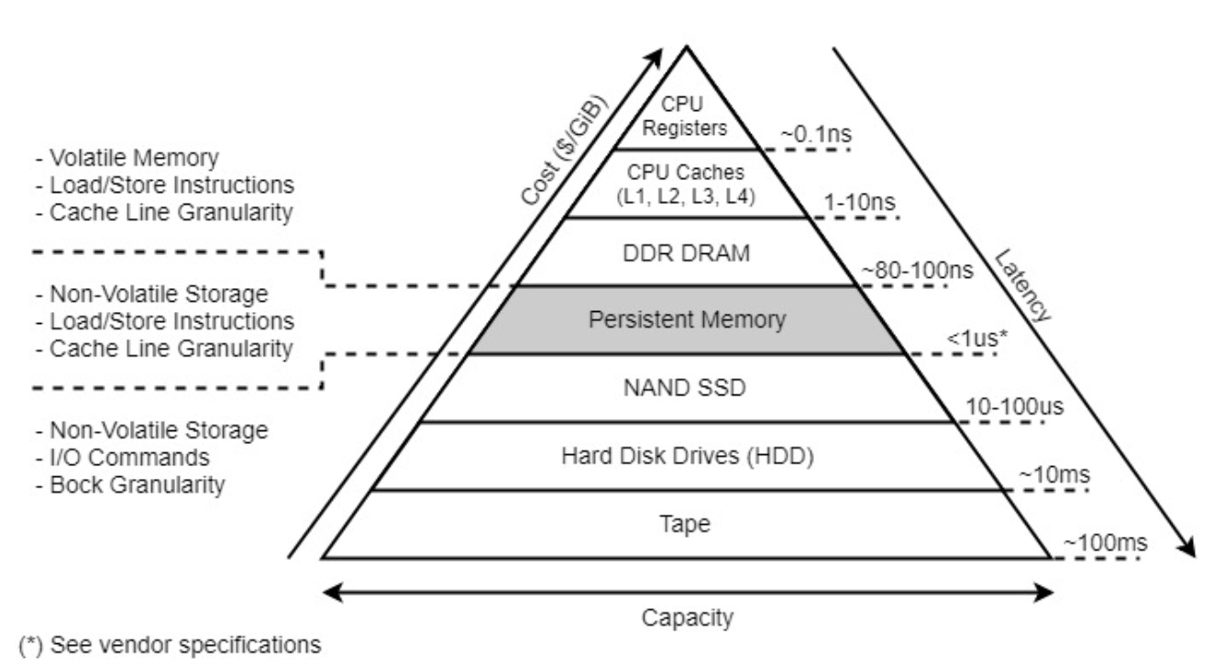 CPU
Registers
~0.1ns
Cost ($/GiB)
- Volatile Memory
- Load/Store Instructions
- Cache Line Granularity
CPU Caches
(L1, L2, L3, L4)
1-10ns
DDR DRAM
~80-100ns
Latency
- Non-Volatile Storage
- Load/Store Instructions
- Cache Line Granularity
Persistent Memory
<1us*
NAND SSD
10-100us
- Non-Volatile Storage
- I/O Commands
- Bock Granularity
Hard Disk Drives (HDD)
~10ms
Tape
~100ms
Capacity
(*) See vendor specifications